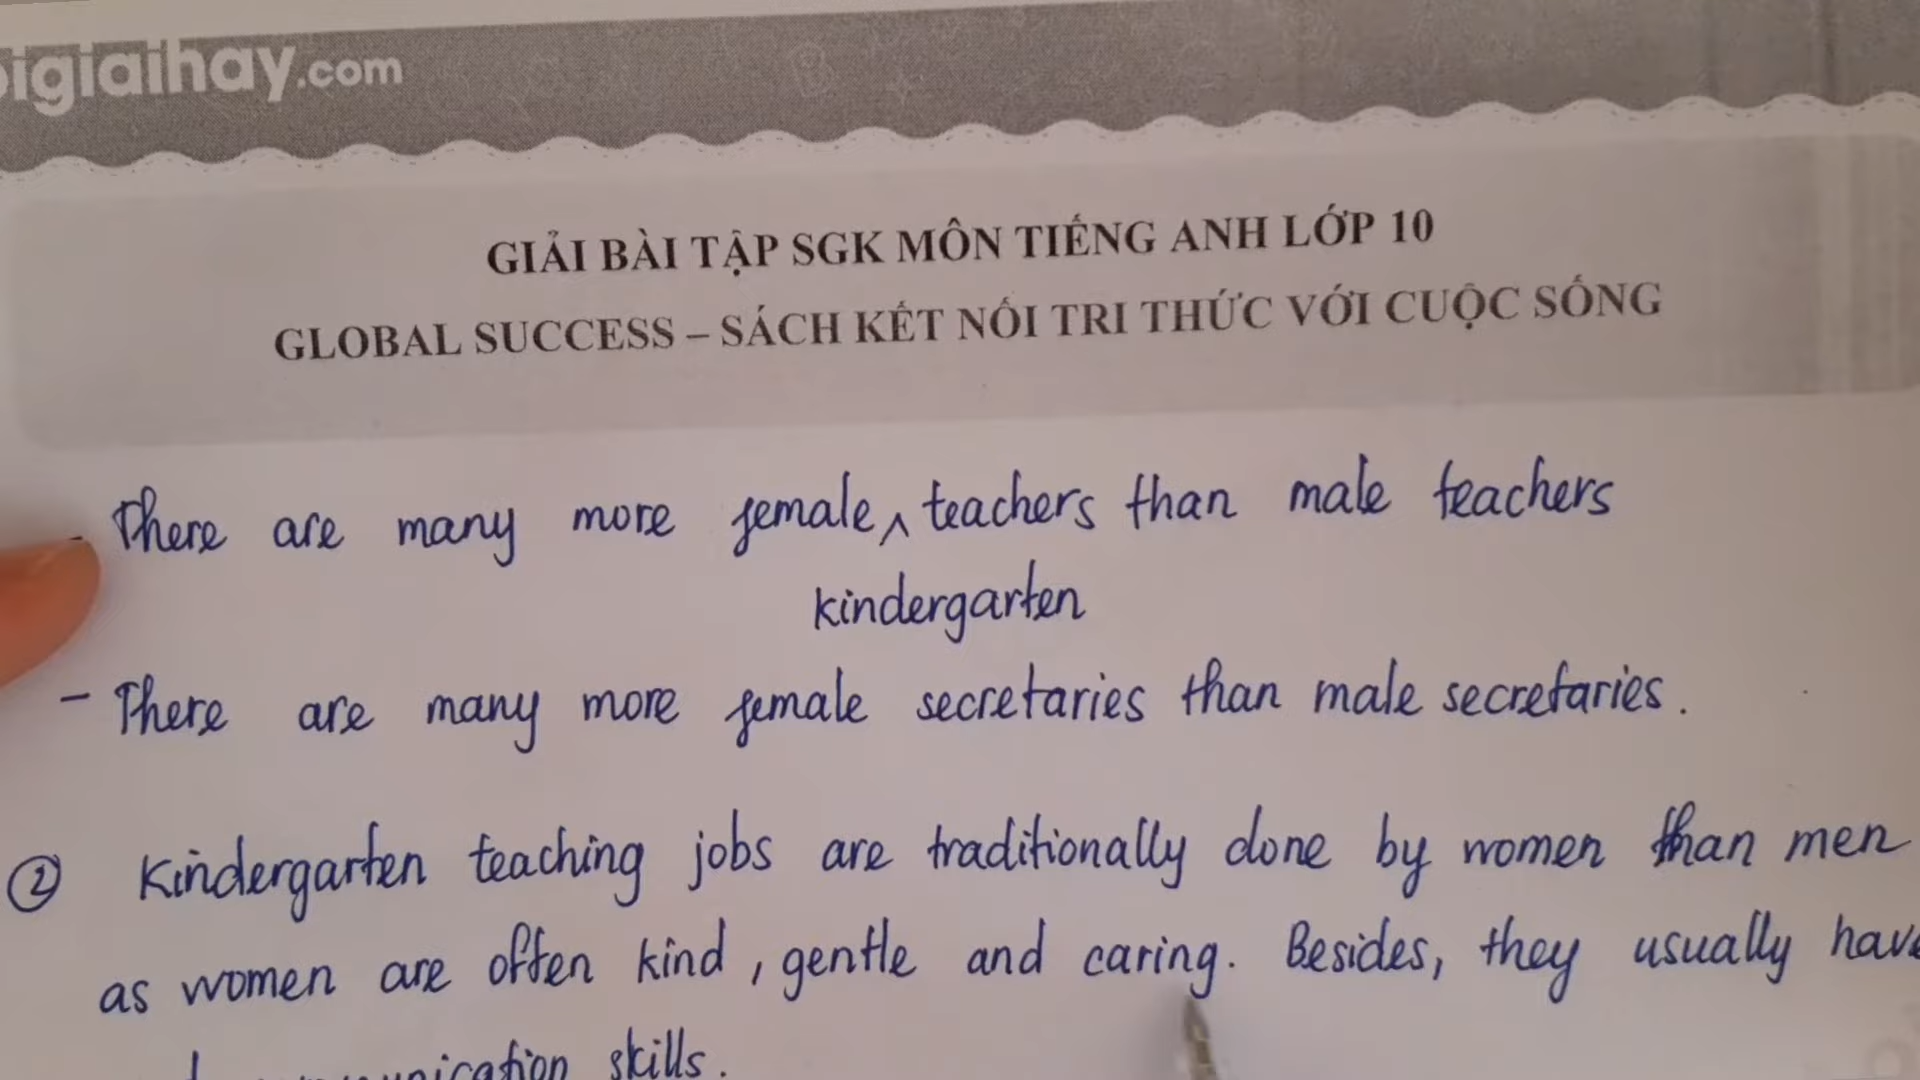 igiaihay.com
GIẢI BÀI TẬP SGK MÔN TIẾNG ANH LỚP 10
GLOBAL SUCCESS – SÁCH KẾT NỐI TRI THỨC VỚI CUỘC SỐNG
- There are many more female ^ teachers than male teachers
kindergarten
- There are many more female secretaries than male secretaries.
② Kindergarten teaching jobs are traditionally done by women than men
as women are often kind, gentle and caring. Besides, they usually have
skills.